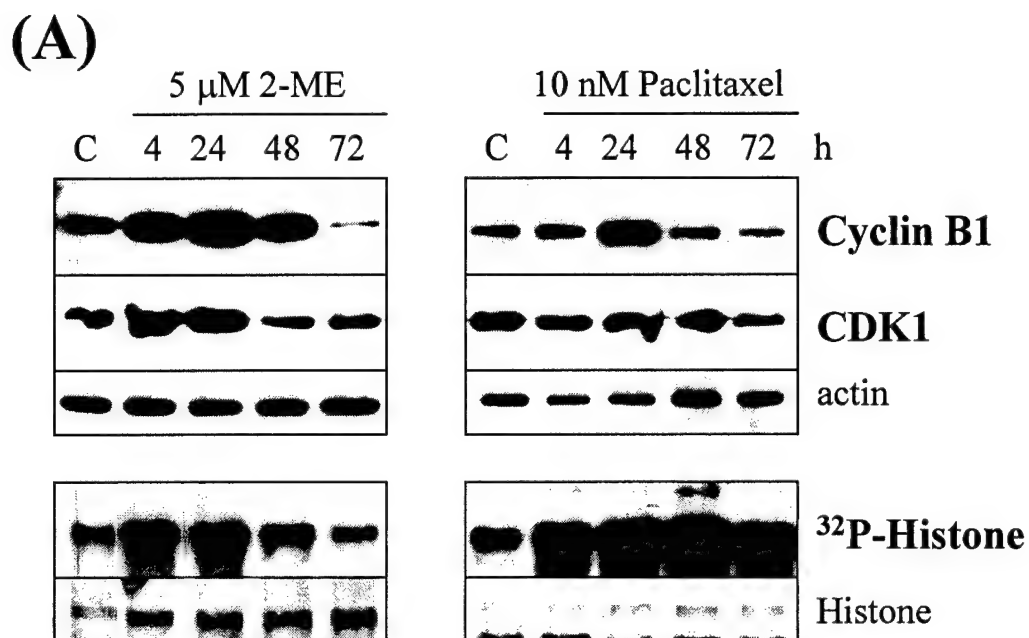 (A)
5 μM 2-ME 10 nM Paclitaxel
C 4 24 48 72 C 4 24 48 72 h
Cyclin B1
CDK1
actin
³²P-Histone
Histone